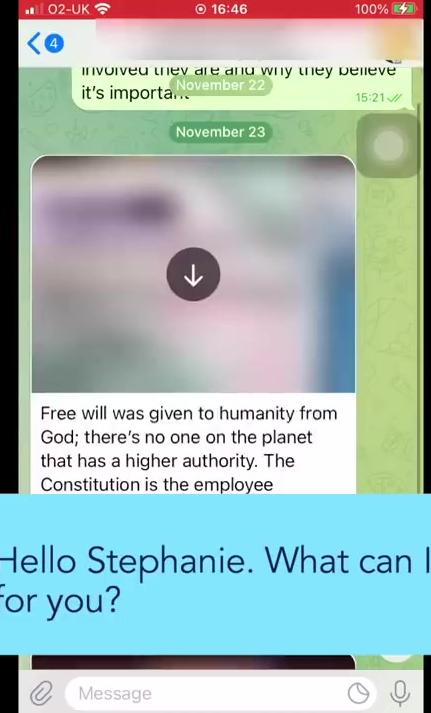 O2-UK 16:46 100%
4
involved they are and why they believe
it's important
15:21
November 22
November 23
Free will was given to humanity from
God; there's no one on the planet
that has a higher authority. The
Constitution is the employee
Hello Stephanie. What can I
for you?
Message